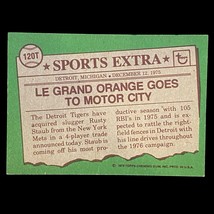 120T
SPORTS EXTRA
DETROIT, MICHIGAN • DECEMBER 12, 1975
LE GRAND ORANGE GOES
TO MOTOR CITY
The Detroit Tigers have
acquired slugger Rusty
Staub from the New York
Mets in a 4-player trade
announced today. Staub is
coming off his most pro-
ductive season with 105
RBI's in 1975 and is ex-
pected to rattle the right-
field fences in Detroit with
his line drives throughout
the 1976 campaign.